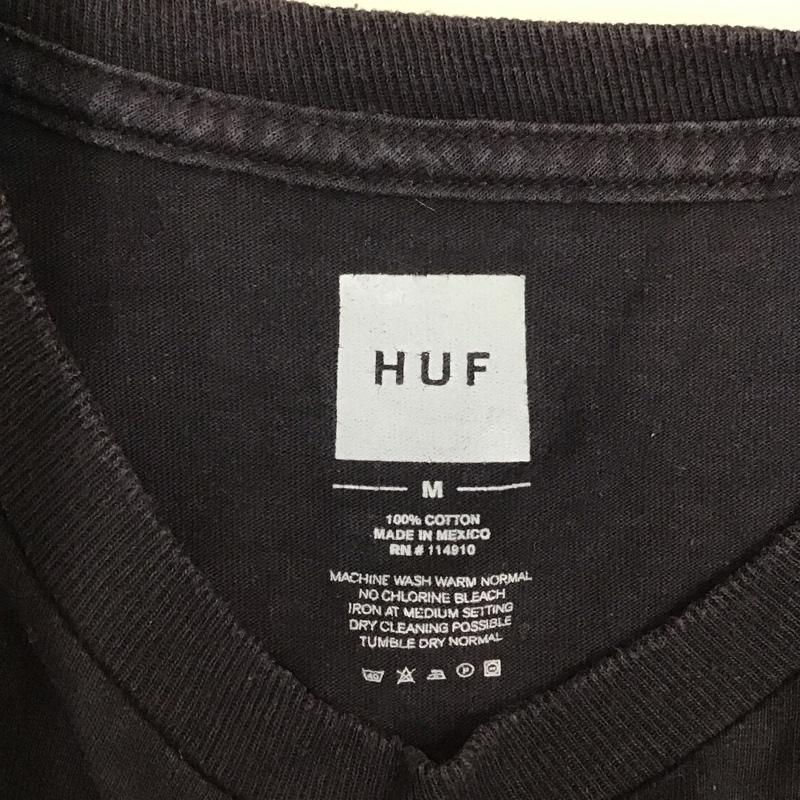 HUF
M
100% COTTON
MADE IN MEXICO
RN # 114910
MACHINE WASH WARM NORMAL
NO CHLORINE BLEACH
IRON AT MEDIUM SETTING
DRY CLEANING POSSIBLE
TUMBLE DRY NORMAL
40 P